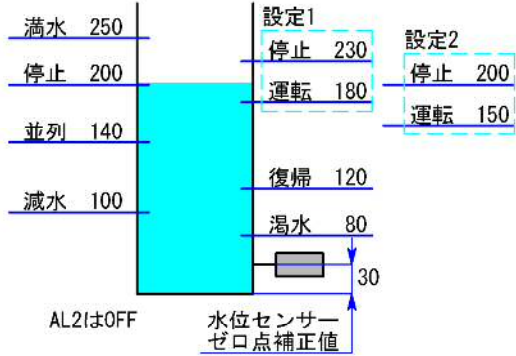 満水 250
停止 200
並列 140
減水 100
設定1
停止 230
運転 180
復帰 120
渇水 80
30
設定2
停止 200
運転 150
AL2はOFF
水位センサー
ゼロ点補正値